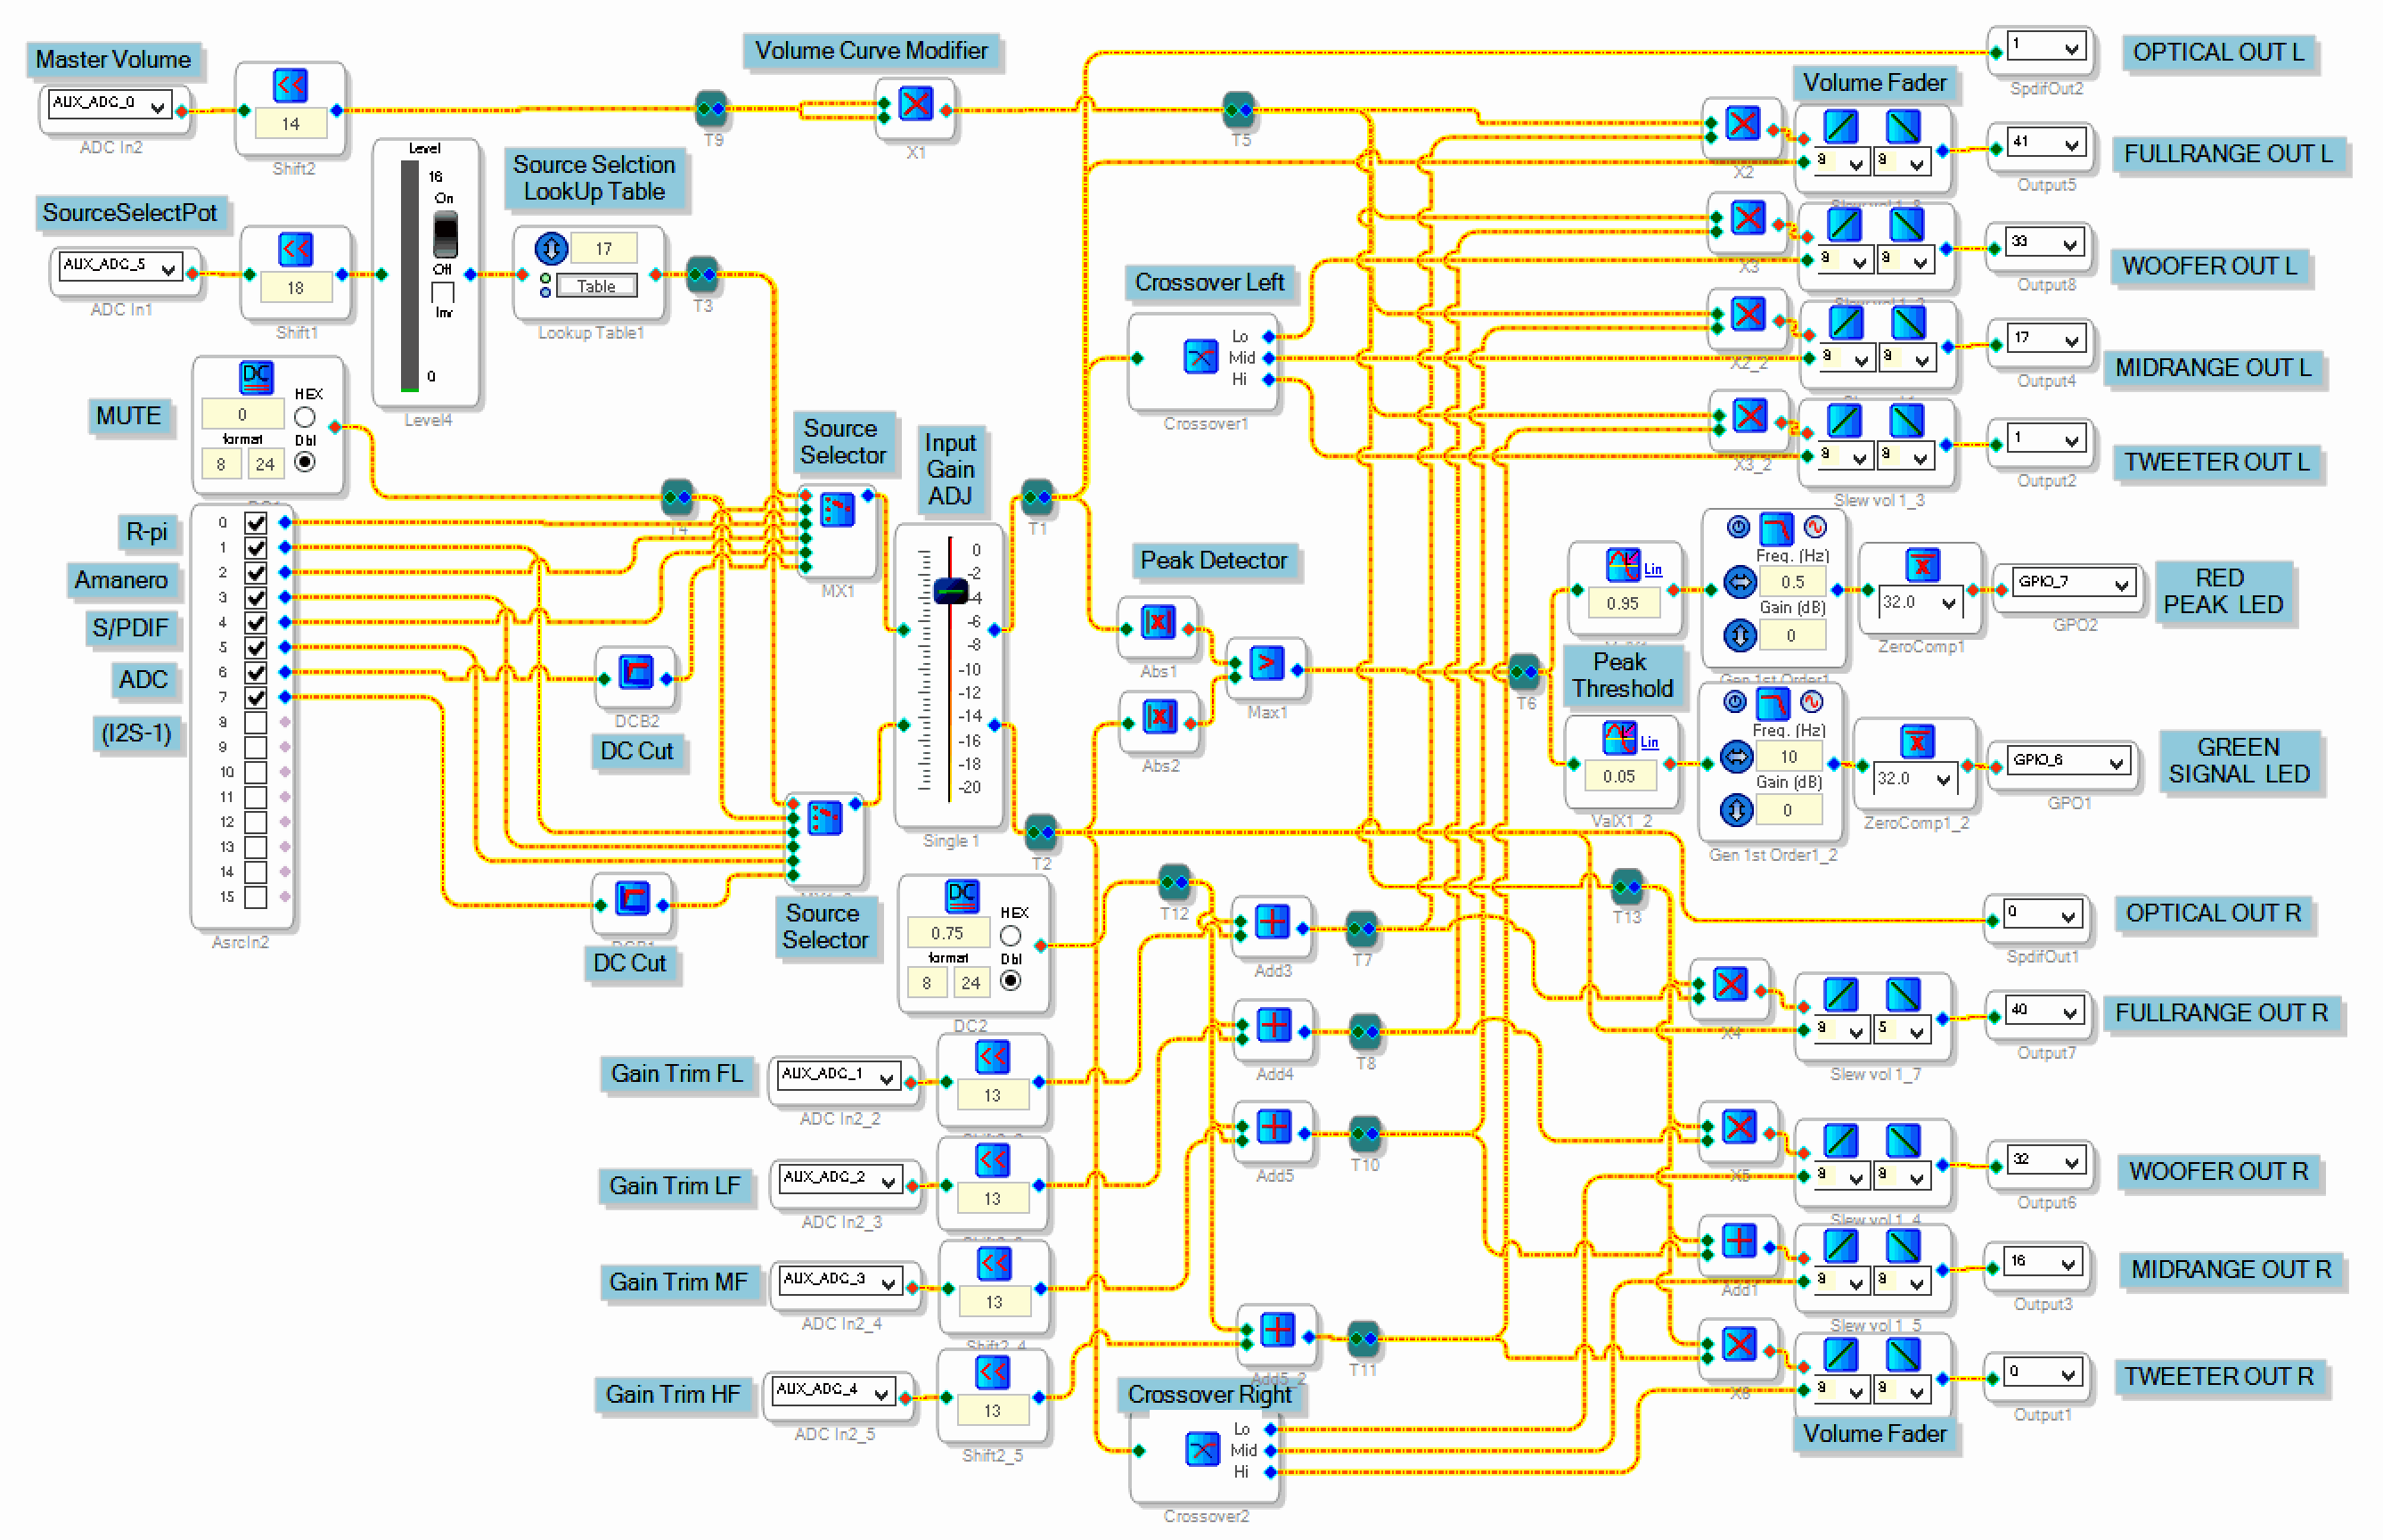 Master Volume
AUX_ADC_0
ADC In2
14
Shift2
T9
Volume Curve Modifier
X1
T5
1
SpdifOut2
OPTICAL OUT L
Volume Fader
X2
9
9
41
Output5
FULLRANGE OUT L
SourceSelectPot
AUX_ADC_5
ADC In1
18
Shift1
Level
16
On
Off
Inv
0
Level4
Source Selction
LookUp Table
17
Table
Lookup Table1
T3
X3
9
9
33
Output8
WOOFER OUT L
Crossover Left
Lo
Mid
Hi
Crossover1
X2_2
9
9
17
Output4
MIDRANGE OUT L
X3_2
9
9
Slew vol 1_3
1
Output2
TWEETER OUT L
MUTE
DC
0
HEX
format
Dbl
8
24
T4
Source
Selector
MX1
Input
Gain
ADJ
0
-2
-4
-6
-8
-10
-12
-14
-16
-18
-20
Single 1
T1
T2
R-pi
Amanero
S/PDIF
ADC
(I2S-1)
0
1
2
3
4
5
6
7
8
9
10
11
12
13
14
15
AsrcIn2
DCB2
DC Cut
DC Cut
Source
Selector
Peak Detector
Abs1
Abs2
Max1
T6
Lin
0.95
Peak
Threshold
Lin
0.05
ValX1_2
Freq. (Hz)
0.5
Gain (dB)
0
Gen 1st Order1
Freq. (Hz)
10
Gain (dB)
0
Gen 1st Order1_2
32.0
ZeroComp1
GPIO_7
GPO2
RED
PEAK LED
32.0
ZeroComp1_2
GPIO_6
GPO1
GREEN
SIGNAL LED
DC
0.75
HEX
format
Dbl
8
24
DC2
T12
Add3
T7
T13
0
SpdifOut1
OPTICAL OUT R
X4
9
5
Slew vol 1_7
40
Output7
FULLRANGE OUT R
Gain Trim FL
AUX_ADC_1
ADC In2_2
13
Add4
T8
Gain Trim LF
AUX_ADC_2
ADC In2_3
13
Add5
T10
X5
9
9
Slew vol 1_4
32
Output6
WOOFER OUT R
Gain Trim MF
AUX_ADC_3
ADC In2_4
13
Shift2_4
Add1
9
9
Slew vol 1_5
16
Output3
MIDRANGE OUT R
Gain Trim HF
AUX_ADC_4
ADC In2_5
13
Shift2_5
Add5_2
T11
X6
9
9
0
Output1
TWEETER OUT R
Volume Fader
Crossover Right
Lo
Mid
Hi
Crossover2